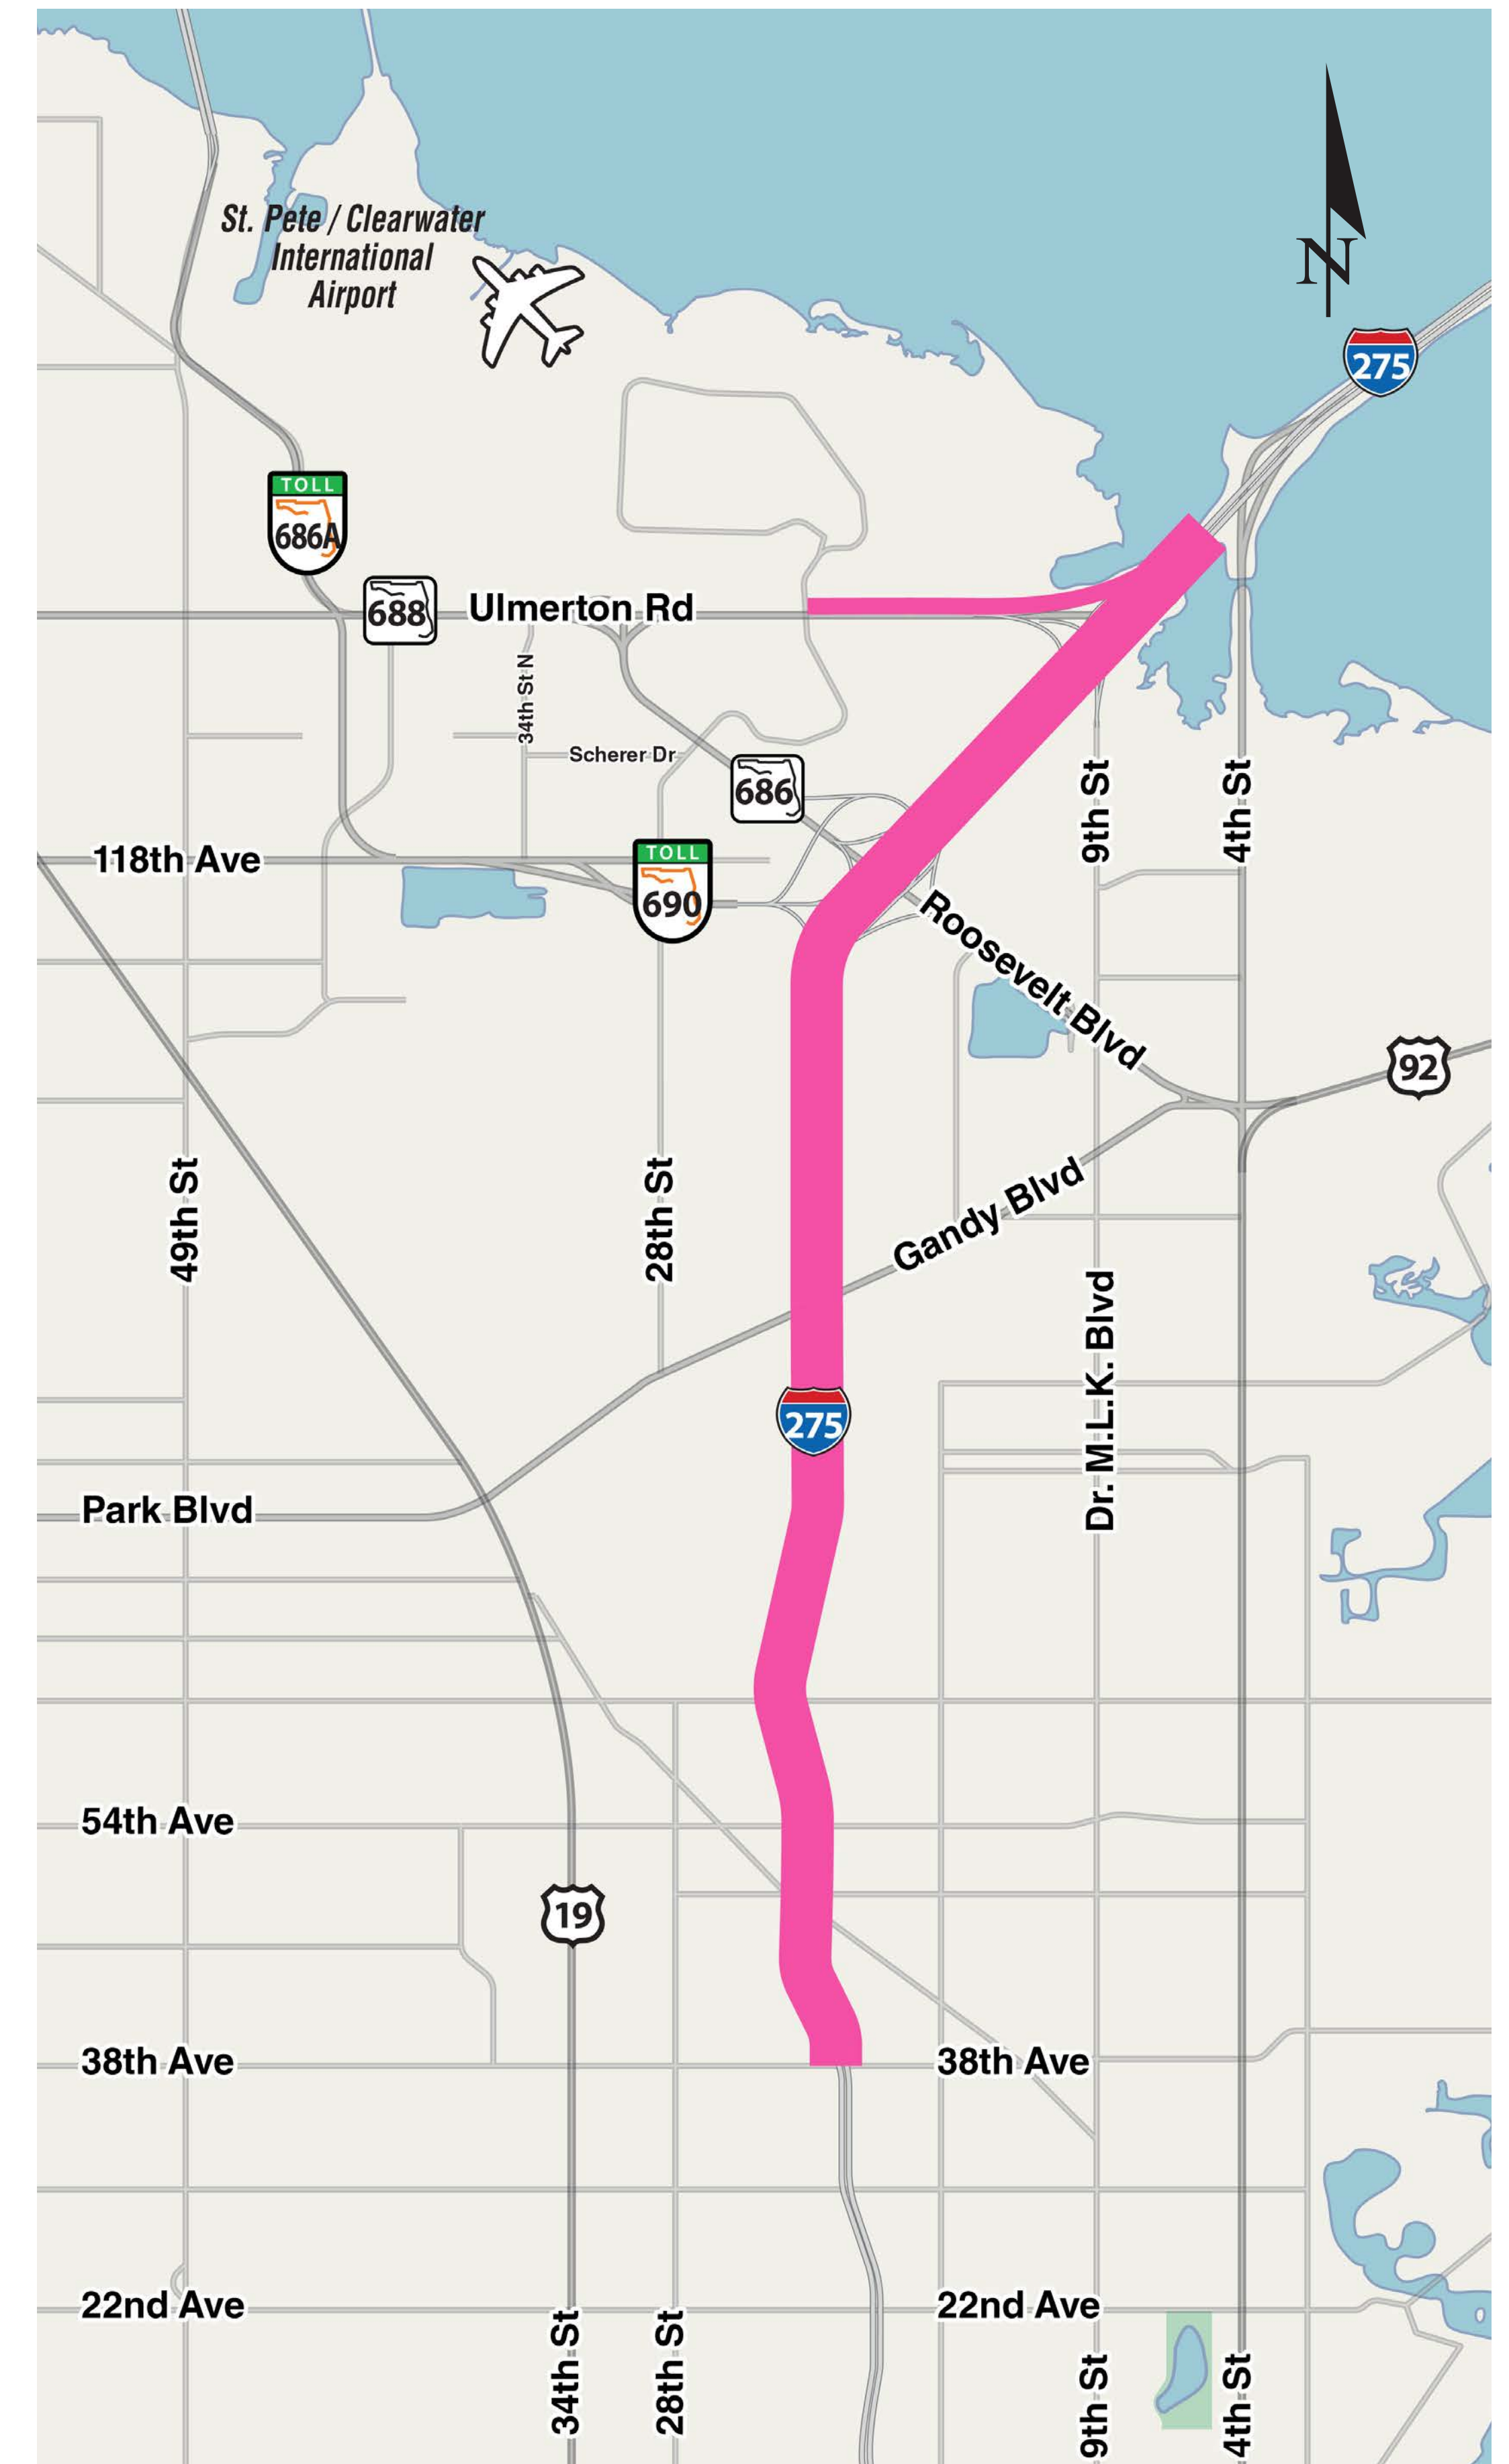 St. Pete / Clearwater
International
Airport
N
275
TOLL
686A
688
Ulmerton Rd
34th St N
Scherer Dr
686
9th St
4th St
118th Ave
TOLL
690
Roosevelt Blvd
92
49th St
28th St
Gandy Blvd
Dr. M.L.K. Blvd
275
Park Blvd
54th Ave
19
38th Ave
38th Ave
22nd Ave
22nd Ave
34th St
28th St
9th St
4th St